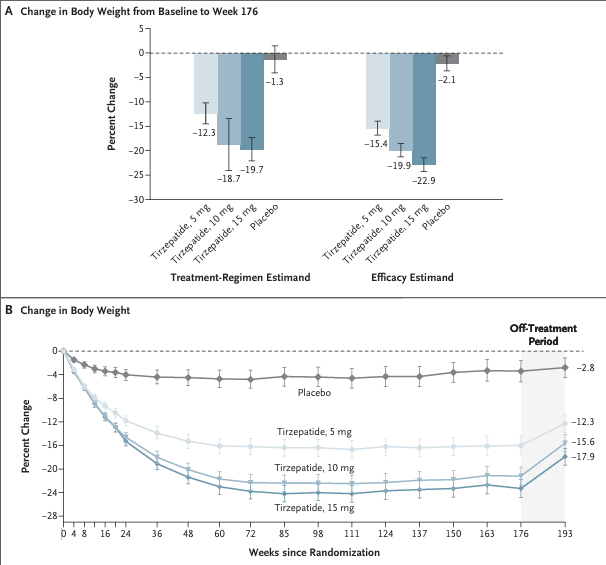 A Change in Body Weight from Baseline to Week 176
Percent Change
5
0
−5
−10
−15
−20
−25
−30
−12.3
−18.7
−19.7
−1.3
−15.4
−19.9
−22.9
−2.1
Tirzepatide, 5 mg
Tirzepatide, 10 mg
Tirzepatide, 15 mg
Placebo
Tirzepatide, 5 mg
Tirzepatide, 10 mg
Tirzepatide, 15 mg
Placebo
Treatment-Regimen Estimand
Efficacy Estimand
B Change in Body Weight
Off-Treatment
Period
Percent Change
0
−4
−8
−12
−16
−20
−24
−28
Placebo
Tirzepatide, 5 mg
Tirzepatide, 10 mg
Tirzepatide, 15 mg
−2.8
−12.3
−15.6
−17.9
0 4 8 12 16 20 24 36 48 60 72 85 98 111 124 137 150 163 176 193
Weeks since Randomization